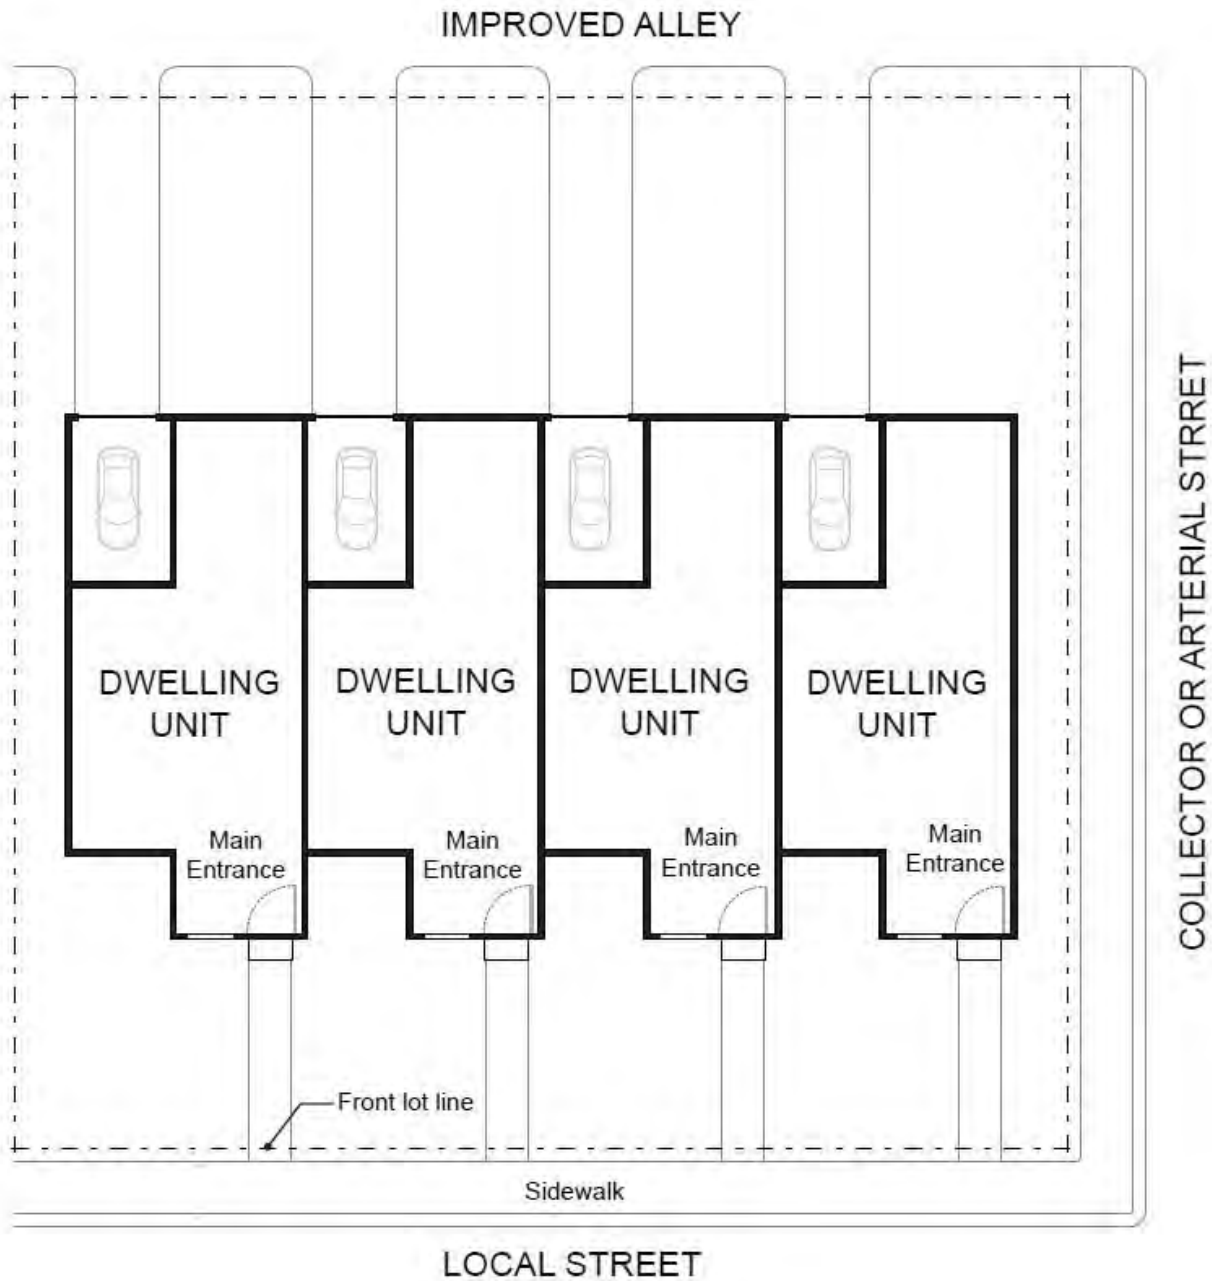 IMPROVED ALLEY
COLLECTOR OR ARTERIAL STRRET
DWELLING
UNIT
DWELLING
UNIT
DWELLING
UNIT
DWELLING
UNIT
Main
Entrance
Main
Entrance
Main
Entrance
Main
Entrance
Front lot line
Sidewalk
LOCAL STREET